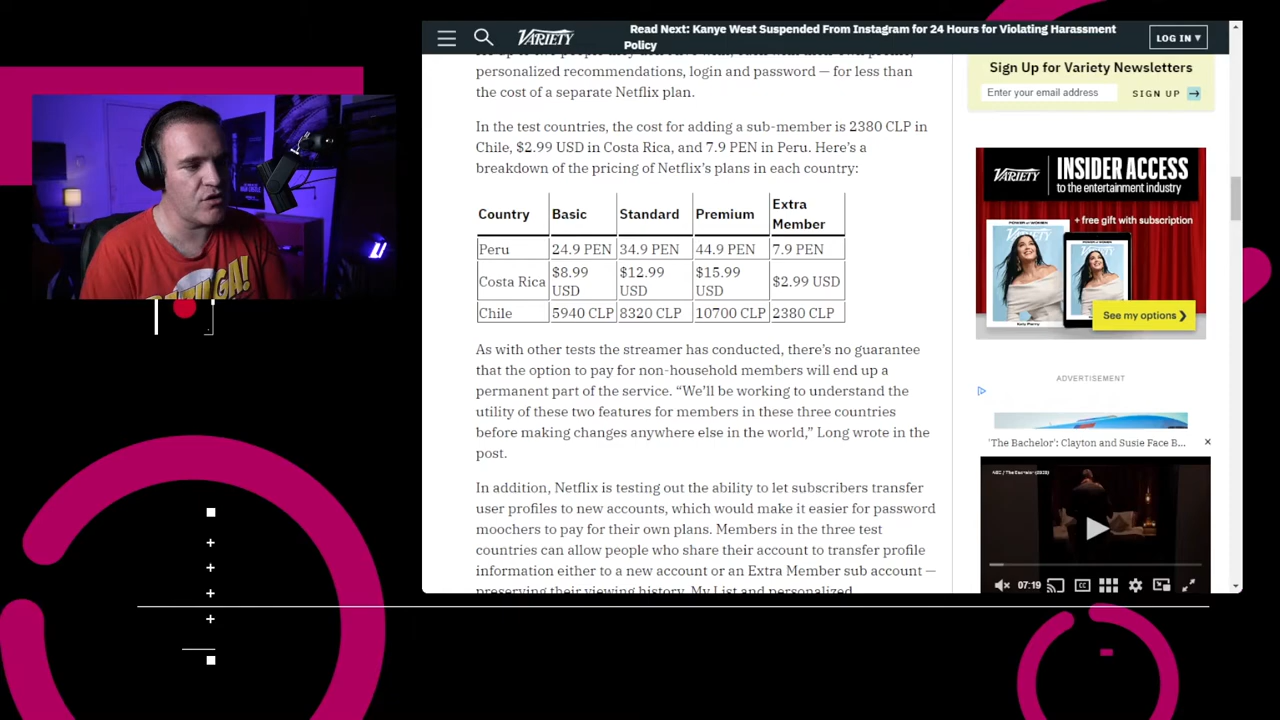 Read Next: Kanye West Suspended From Instagram for 24 Hours for Violating Harassment
Policy
VARIETY
LOG IN ▼
personalized recommendations, login and password — for less than
the cost of a separate Netflix plan.
In the test countries, the cost for adding a sub-member is 2380 CLP in
Chile, $2.99 USD in Costa Rica, and 7.9 PEN in Peru. Here’s a
breakdown of the pricing of Netflix’s plans in each country:
Country Basic Standard Premium Extra Member
Peru 24.9 PEN 34.9 PEN 44.9 PEN 7.9 PEN
Costa Rica $8.99 USD $12.99 USD $15.99 USD $2.99 USD
Chile 5940 CLP 8320 CLP 10700 CLP 2380 CLP
As with other tests the streamer has conducted, there’s no guarantee
that the option to pay for non-household members will end up a
permanent part of the service. “We’ll be working to understand the
utility of these two features for members in these three countries
before making changes anywhere else in the world,” Long wrote in the
post.
In addition, Netflix is testing out the ability to let subscribers transfer
user profiles to new accounts, which would make it easier for password
moochers to pay for their own plans. Members in the three test
countries can allow people who share their account to transfer profile
information either to a new account or an Extra Member sub account —
preserving their viewing history, My List and personalized
Sign Up for Variety Newsletters
Enter your email address
SIGN UP →
VARIETY
INSIDER ACCESS
to the entertainment industry
+ free gift with subscription
See my options ❯
ADVERTISEMENT
'The Bachelor': Clayton and Susie Face B...
07:19
CC